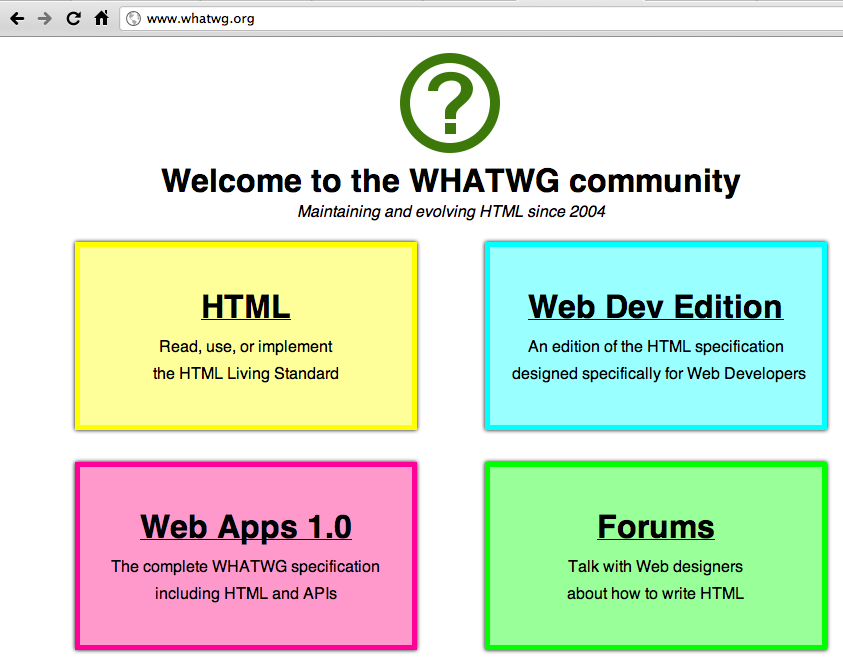 www.whatwg.org
?
Welcome to the WHATWG community
Maintaining and evolving HTML since 2004
HTML
Read, use, or implement
the HTML Living Standard
Web Dev Edition
An edition of the HTML specification
designed specifically for Web Developers
Web Apps 1.0
The complete WHATWG specification
including HTML and APIs
Forums
Talk with Web designers
about how to write HTML